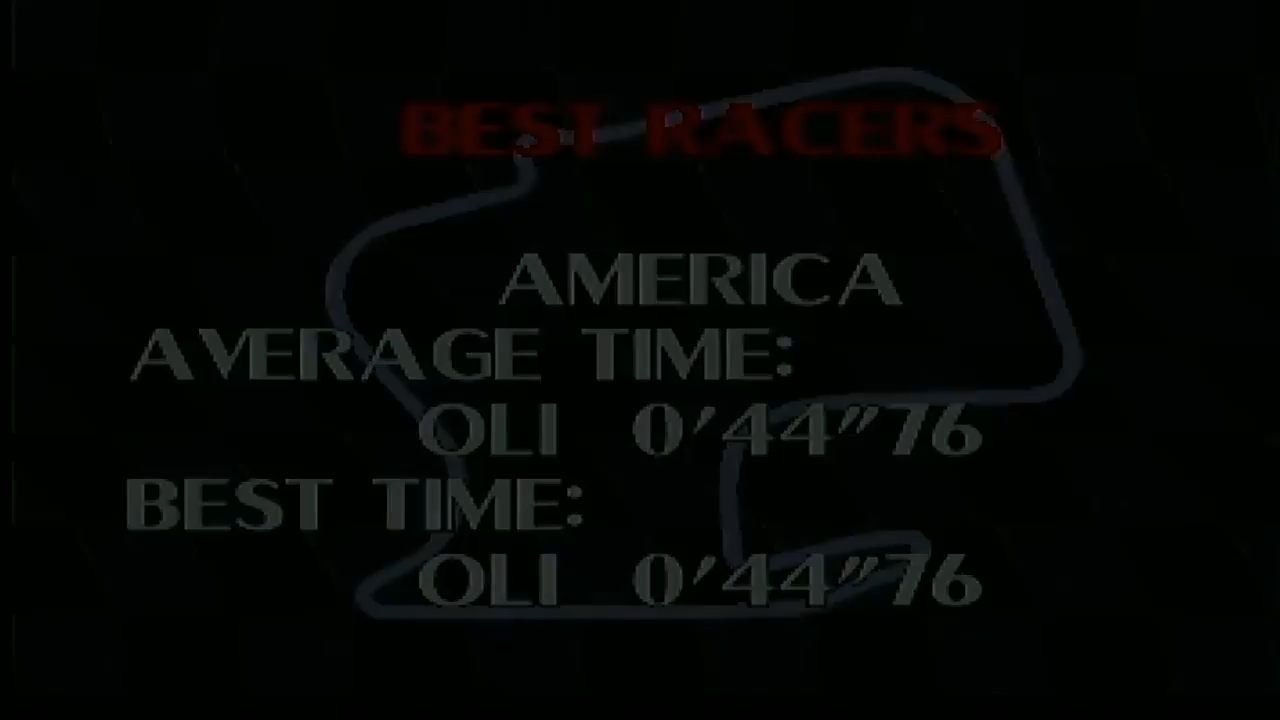 BEST RACERS
AMERICA
AVERAGE TIME:
OLI 0'44"76
BEST TIME:
OLI 0'44"76